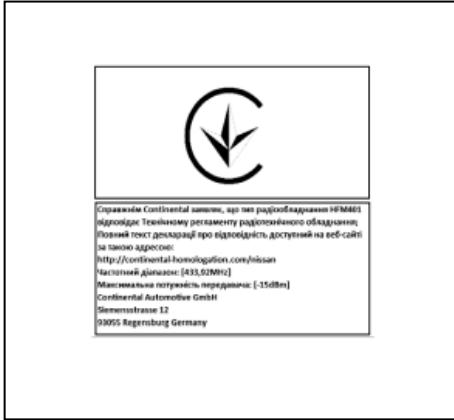 Справжнім Continental заявляє, що тип радіообладнання HFM401
відповідає Технічному регламенту радіотехнічного обладнання;
Повний текст декларації про відповідність доступний на веб-сайті
за такою адресою:
http://continental-homologation.com/nissan
Частотний діапазон: [433,92MHz]
Максимальна потужність передавача: [-15dBm]
Continental Automotive GmbH
Siemensstrasse 12
93055 Regensburg Germany